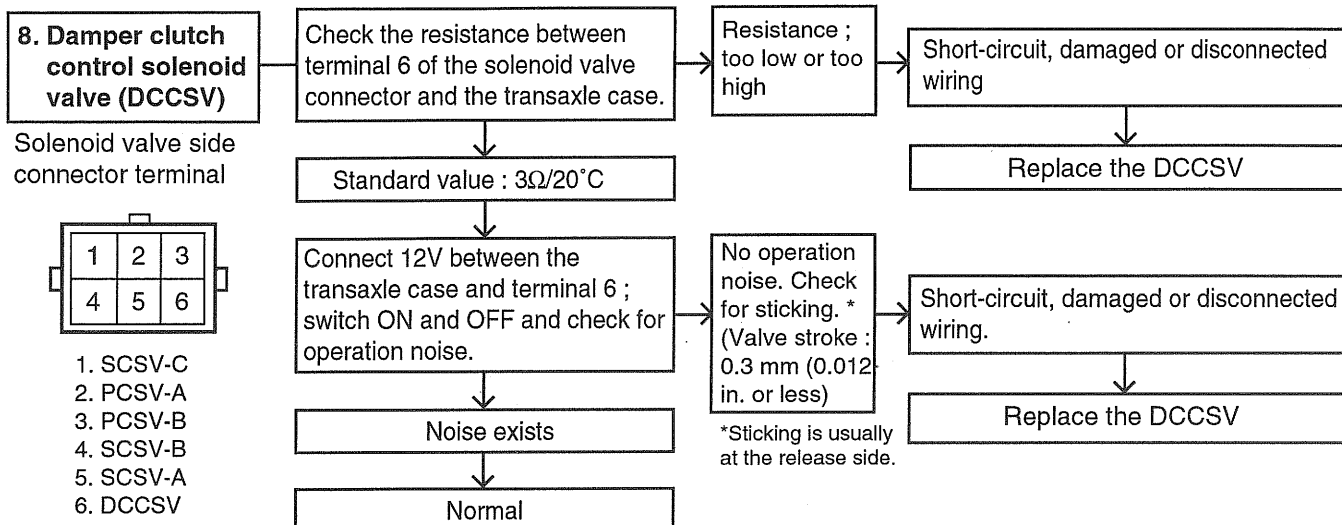 8. Damper clutch
control solenoid
valve (DCCSV)
Solenoid valve side
connector terminal
1 2 3
4 5 6
1. SCSV-C
2. PCSV-A
3. PCSV-B
4. SCSV-B
5. SCSV-A
6. DCCSV
Check the resistance between
terminal 6 of the solenoid valve
connector and the transaxle case.
Resistance ;
too low or too
high
Short-circuit, damaged or disconnected
wiring
Replace the DCCSV
Standard value : 3Ω/20°C
Connect 12V between the
transaxle case and terminal 6 ;
switch ON and OFF and check for
operation noise.
No operation
noise. Check
for sticking. *
(Valve stroke :
0.3 mm (0.012
in. or less)
*Sticking is usually
at the release side.
Short-circuit, damaged or disconnected
wiring.
Replace the DCCSV
Noise exists
Normal